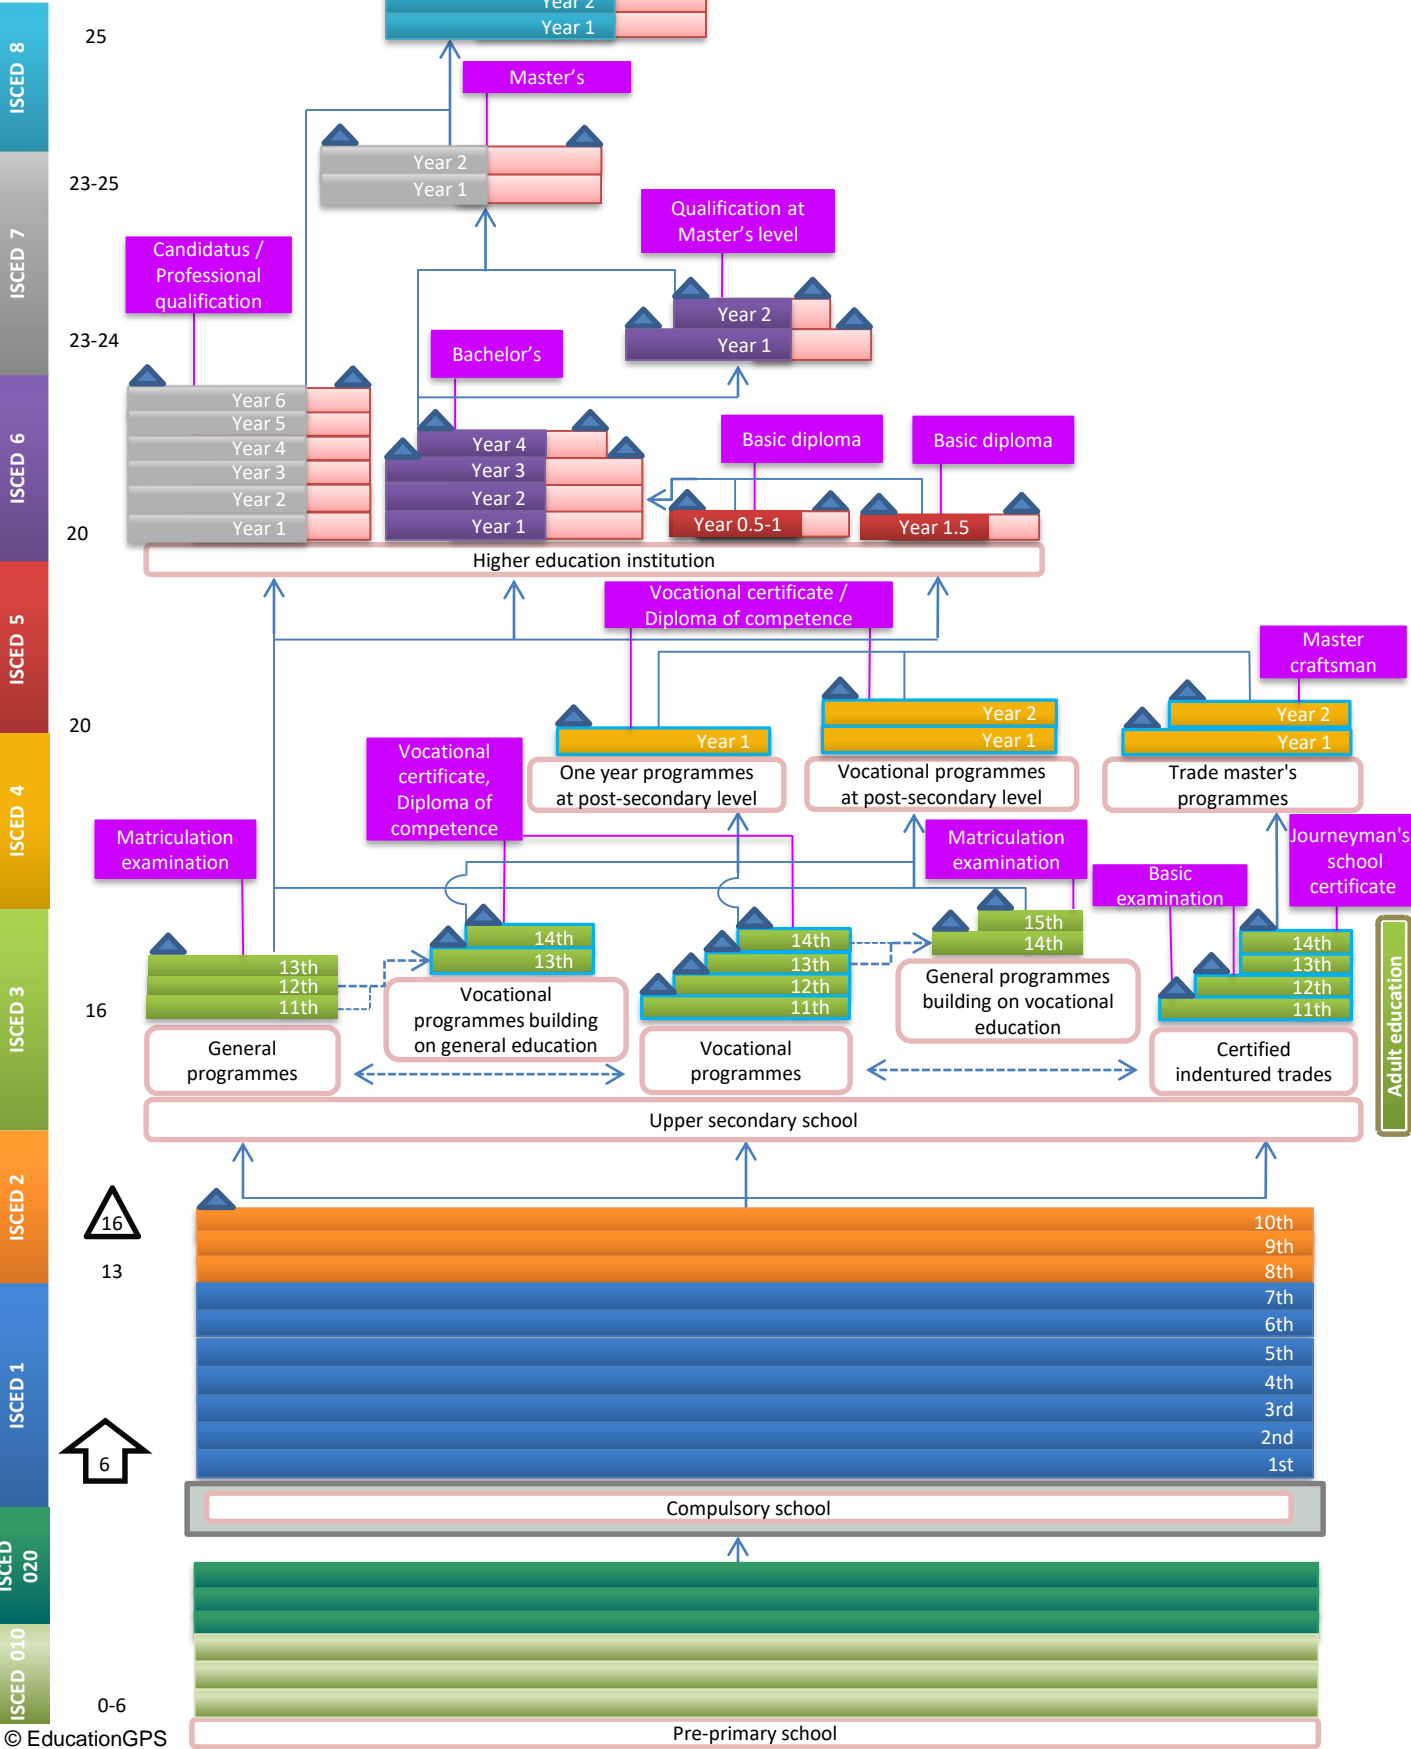 Year 2
Year 1
25
ISCED 8
Master's
Year 2
Year 1
23-25
Qualification at
Master's level
ISCED 7
Candidatus /
Professional
qualification
Year 2
Year 1
23-24
Bachelor's
Year 6
Year 5
Year 4
Year 3
Year 2
Year 1
Year 4
Year 3
Year 2
Year 1
Basic diploma
Basic diploma
Year 0.5-1
Year 1.5
ISCED 6
20
Higher education institution
Vocational certificate /
Diploma of competence
ISCED 5
Master
craftsman
20
Year 1
Year 2
Year 1
Year 2
Year 1
One year programmes
at post-secondary level
Vocational programmes
at post-secondary level
Trade master's
programmes
ISCED 4
Vocational
certificate,
Diploma of
competence
Matriculation
examination
Matriculation
examination
Basic
examination
Journeyman's
school
certificate
ISCED 3
16
13th
12th
11th
14th
13th
14th
13th
12th
11th
15th
14th
14th
13th
12th
11th
General
programmes
Vocational
programmes building
on general education
Vocational
programmes
General programmes
building on vocational
education
Certified
indentured trades
Adult education
Upper secondary school
ISCED 2
16
13
10th
9th
8th
7th
6th
5th
4th
3rd
2nd
1st
ISCED 1
6
Compulsory school
ISCED
020
ISCED 010
0-6
Pre-primary school
© EducationGPS